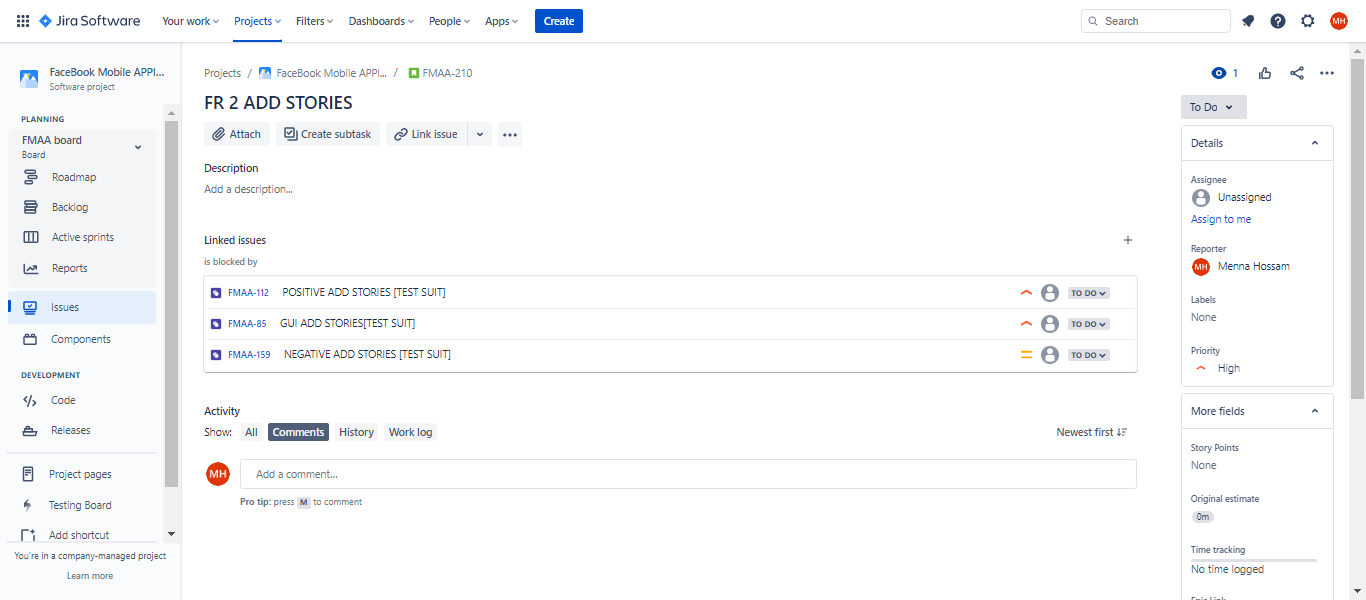 Jira Software
Your work
Projects
Filters
Dashboards
People
Apps
Create
Search
MH
FaceBook Mobile APPl...
Software project
PLANNING
FMAA board
Board
Roadmap
Backlog
Active sprints
Reports
Issues
Components
DEVELOPMENT
Code
Releases
Project pages
Testing Board
Add shortcut
You're in a company-managed project
Learn more
Projects / FaceBook Mobile APPl... / FMAA-210
1
FR 2 ADD STORIES
Attach
Create subtask
Link issue
Description
Add a description...
Linked issues
is blocked by
FMAA-112 POSITIVE ADD STORIES [TEST SUIT] TO DO
FMAA-85 GUI ADD STORIES[TEST SUIT] TO DO
FMAA-159 NEGATIVE ADD STORIES [TEST SUIT] TO DO
Activity
Show: All Comments History Work log Newest first
MH Add a comment...
Pro tip: press M to comment
To Do
Details
Assignee
Unassigned
Assign to me
Reporter
MH Menna Hossam
Labels
None
Priority
High
More fields
Story Points
None
Original estimate
0m
Time tracking
No time logged
Epic Link